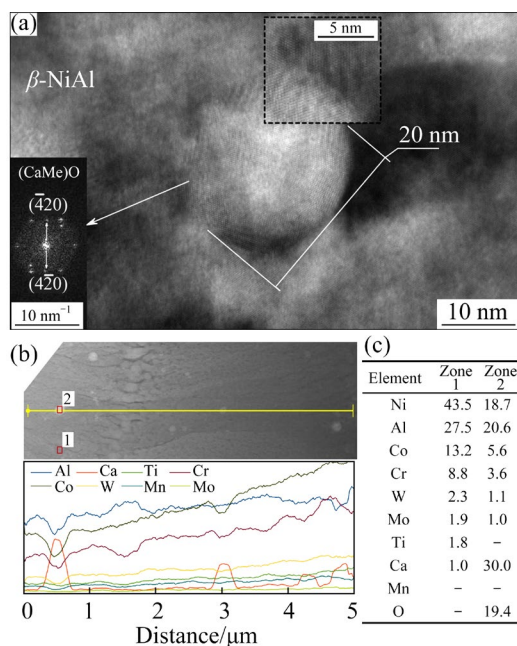 (a)
5 nm
β-NiAl
20 nm
(CaMe)O
(4̄20)
(42̄0)
10 nm⁻¹
10 nm
(b)
2
1
Al Ca Ti Cr
Co W Mn Mo
0 1 2 3 4 5
Distance/μm
(c)
Element Zone 1 Zone 2
Ni 43.5 18.7
Al 27.5 20.6
Co 13.2 5.6
Cr 8.8 3.6
W 2.3 1.1
Mo 1.9 1.0
Ti 1.8 –
Ca 1.0 30.0
Mn – –
O – 19.4